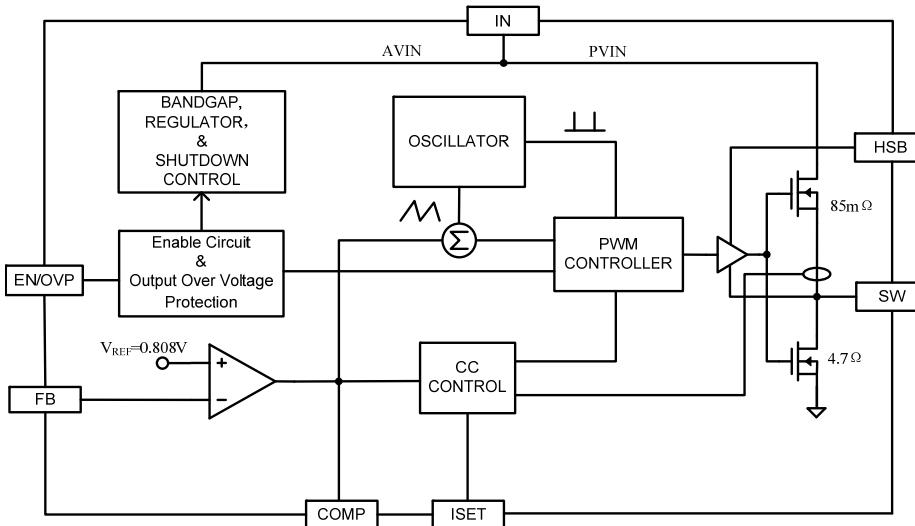 IN
AVIN
PVIN
BANDGAP,
REGULATOR,
&
SHUTDOWN
CONTROL
OSCILLATOR
HSB
85mΩ
Enable Circuit
&
Output Over Voltage
Protection
Σ
PWM
CONTROLLER
EN/OVP
SW
VREF=0.808V
+
−
CC
CONTROL
4.7Ω
FB
COMP
ISET